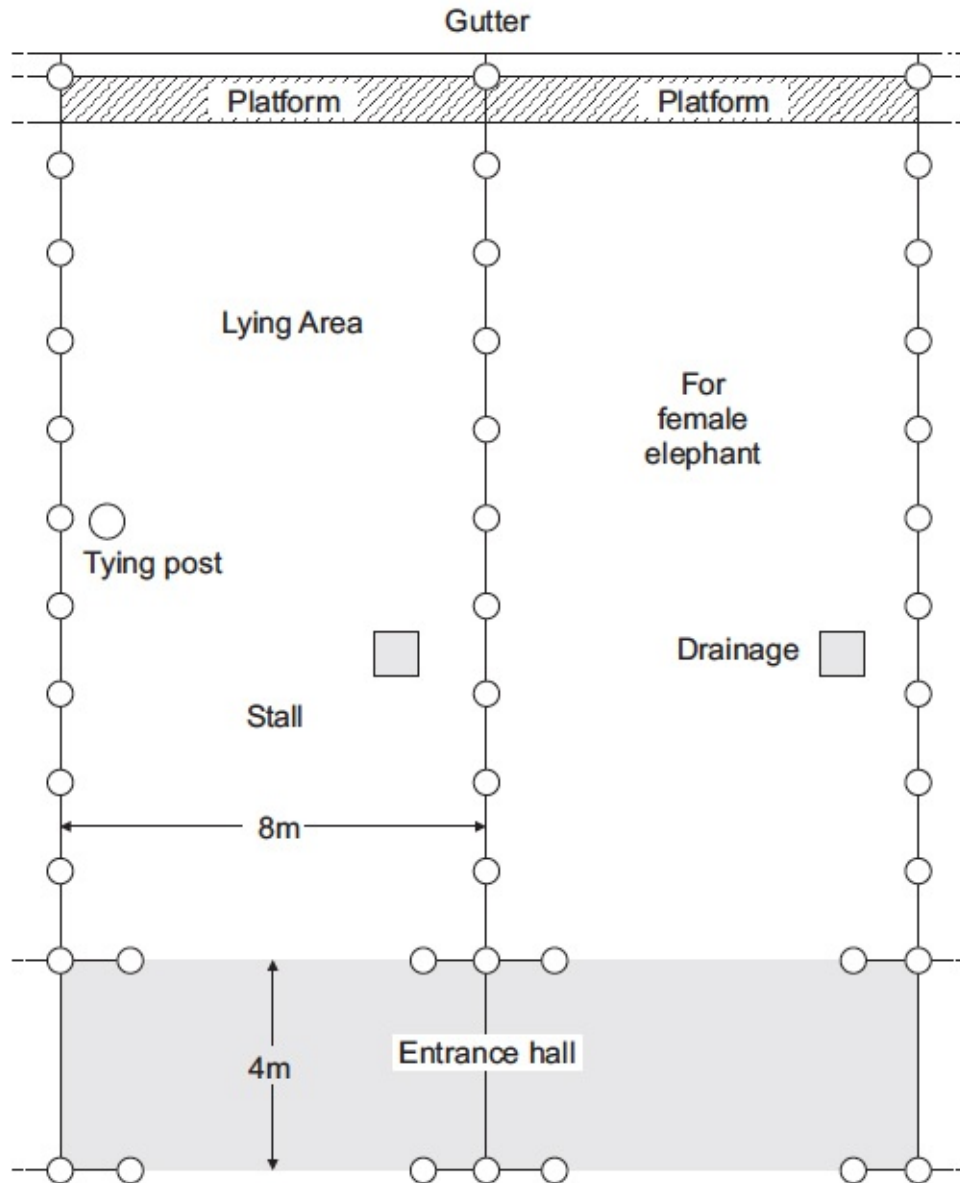 Gutter
Platform Platform
Lying Area
For
female
elephant
Tying post
Drainage
Stall
8m
Entrance hall
4m